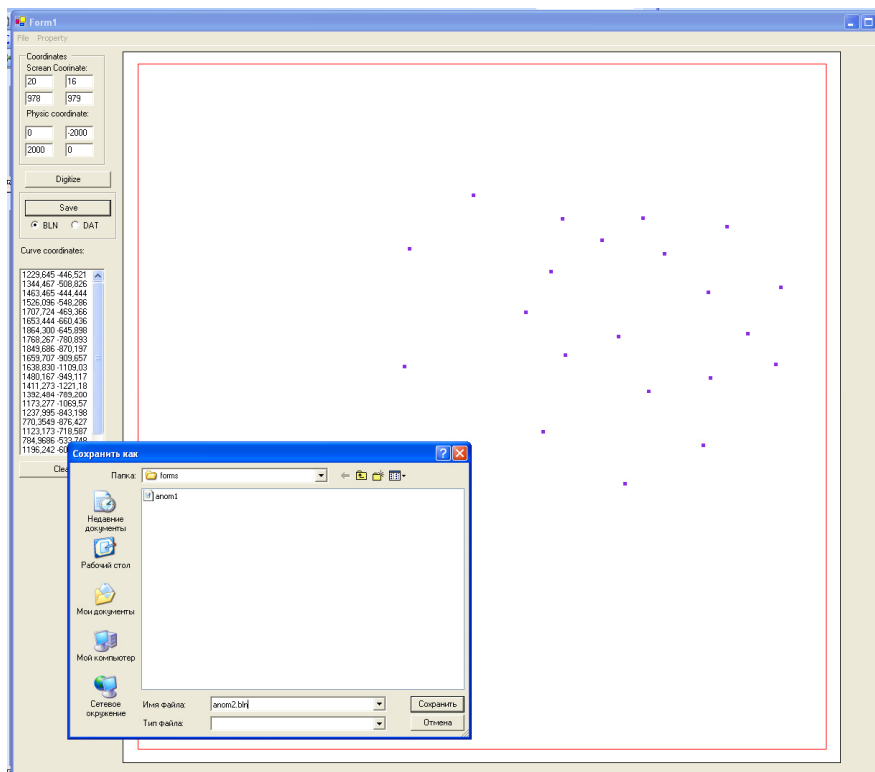 Form1
File Property
Coordinates
Screan Coorinate:
20 16
978 979
Physic coordinate:
0 -2000
2000 0
Digitize
Save
BLN DAT
Curve coordinates:
1229,645 -446,521
1344,467 -508,826
1463,465 -444,444
1526,096 -548,286
1707,724 -469,366
1653,444 -660,436
1864,300 -645,898
1768,267 -780,893
1849,686 -870,197
1659,707 -909,657
1638,830 -1109,03
1480,167 -949,117
1411,273 -1221,18
1392,484 -789,200
1173,277 -1069,57
1237,995 -843,198
770,3549 -876,427
1123,173 -718,587
784,9686 -533,748
1196,242
Сохранить как
Папка: forms
anom1
Недавние
документы
Рабочий стол
Мои документы
Мой компьютер
Сетевое
окружение
Имя файла: anom2.bln
Сохранить
Тип файла:
Отмена